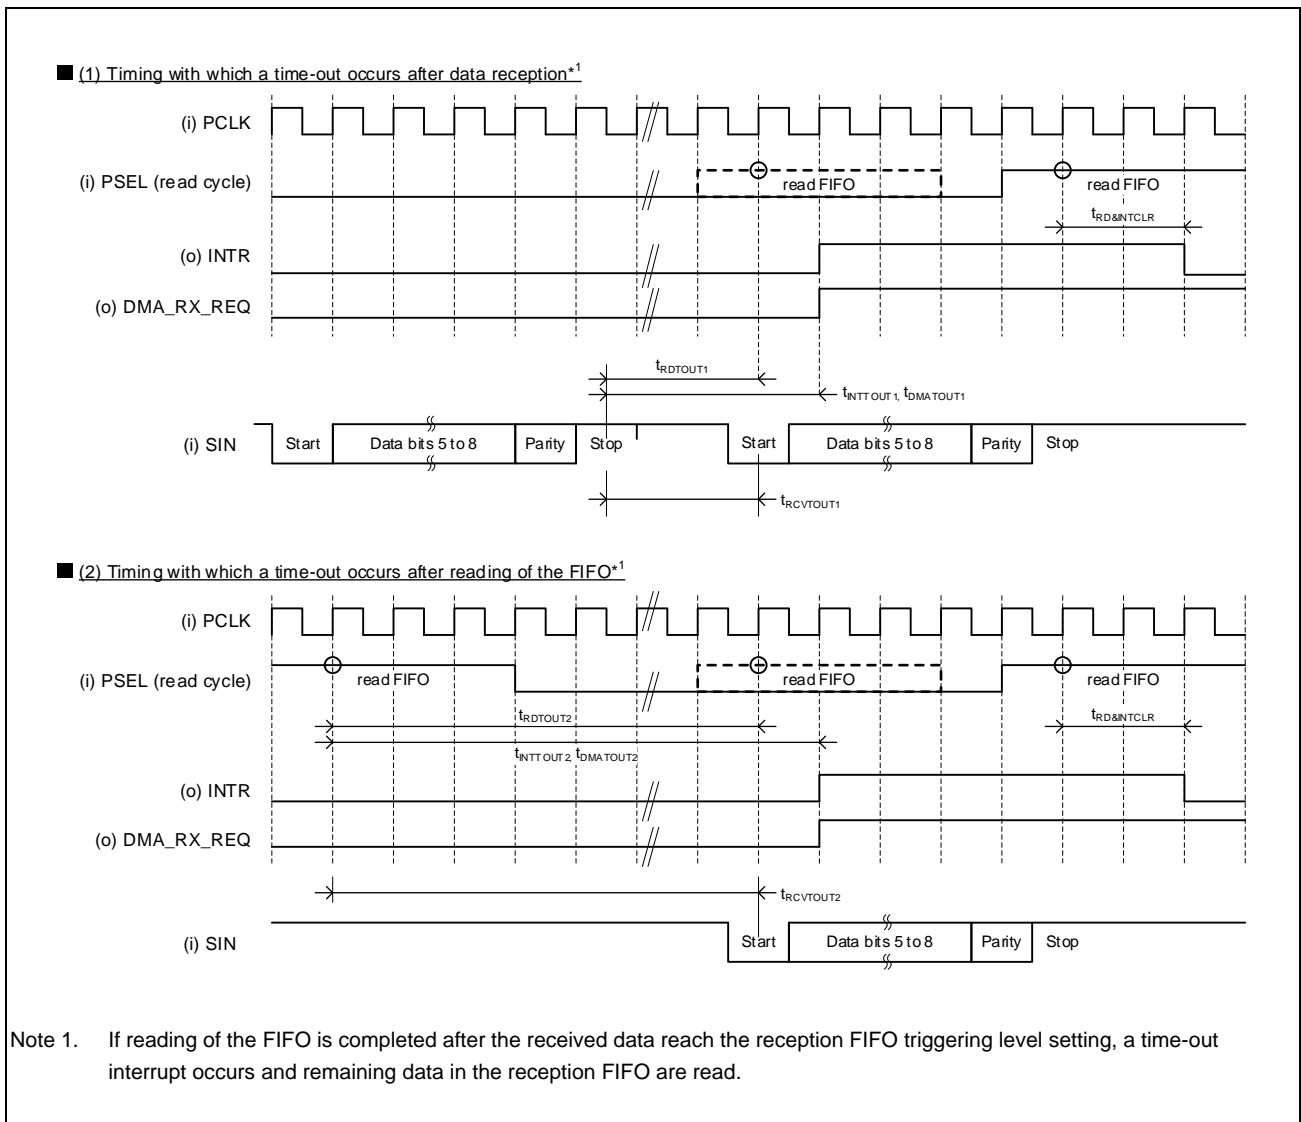 ■ (1) Timing with which a time-out occurs after data reception*1
(i) PCLK
(i) PSEL (read cycle)
read FIFO
read FIFO
tRD&INTCLR
(o) INTR
(o) DMA_RX_REQ
tRDTOUT1
tINTTOUT1, tDMATOUT1
(i) SIN
Start
Data bits 5 to 8
Parity
Stop
Start
Data bits 5 to 8
Parity
Stop
tRCVTOUT1
■ (2) Timing with which a time-out occurs after reading of the FIFO*1
(i) PCLK
(i) PSEL (read cycle)
read FIFO
read FIFO
read FIFO
tRDTOUT2
tRD&INTCLR
tINTTOUT2, tDMATOUT2
(o) INTR
(o) DMA_RX_REQ
tRCVTOUT2
(i) SIN
Start
Data bits 5 to 8
Parity
Stop
Note 1. If reading of the FIFO is completed after the received data reach the reception FIFO triggering level setting, a time-out
interrupt occurs and remaining data in the reception FIFO are read.